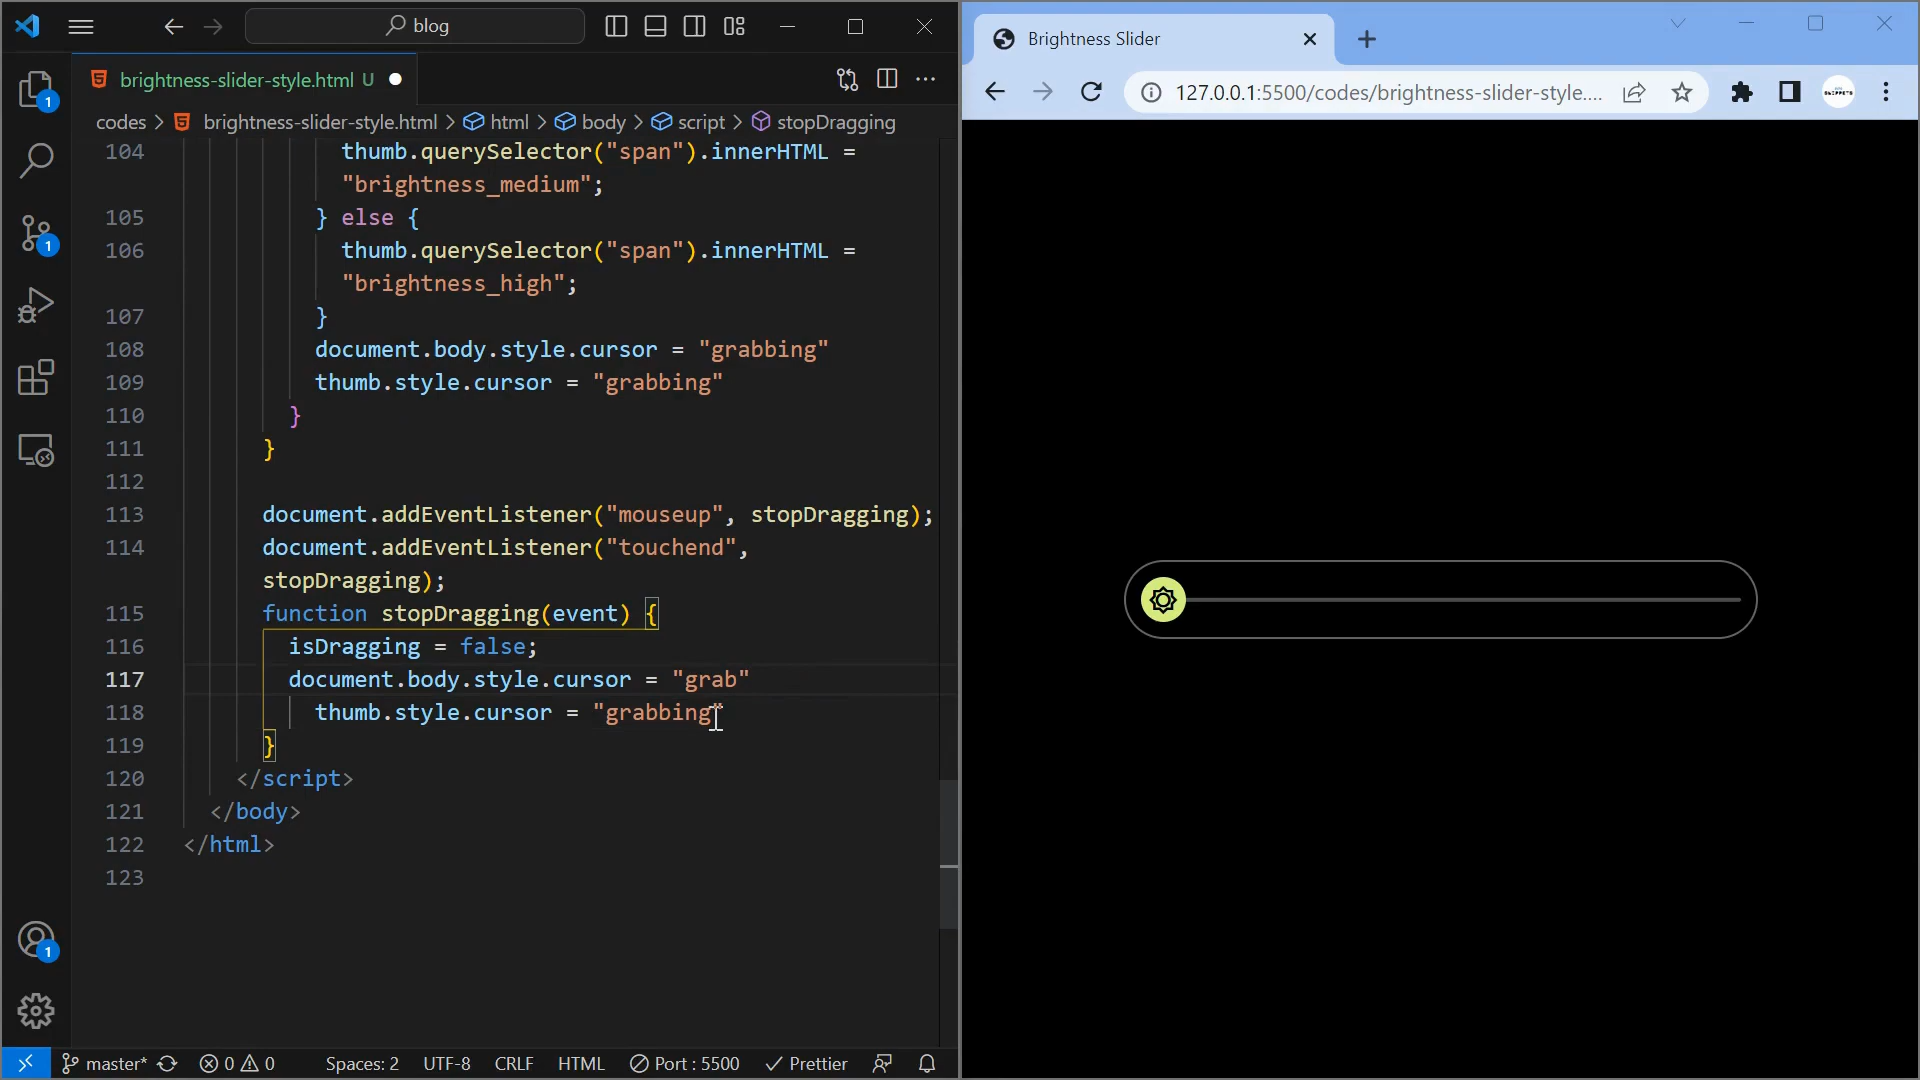 blog
Brightness Slider
brightness-slider-style.html U
127.0.0.1:5500/codes/brightness-slider-style....
codes > brightness-slider-style.html > html > body > script > stopDragging
104 thumb.querySelector("span").innerHTML =
"brightness_medium";
105 } else {
106 thumb.querySelector("span").innerHTML =
"brightness_high";
107 }
108 document.body.style.cursor = "grabbing"
109 thumb.style.cursor = "grabbing"
110 }
111 }
112
113 document.addEventListener("mouseup", stopDragging);
114 document.addEventListener("touchend",
stopDragging);
115 function stopDragging(event) {
116 isDragging = false;
117 document.body.style.cursor = "grab"
118 thumb.style.cursor = "grabbing"
119 }
120 </script>
121 </body>
122 </html>
123
1
1
1
master* 0 0 Spaces: 2 UTF-8 CRLF HTML Port : 5500 Prettier